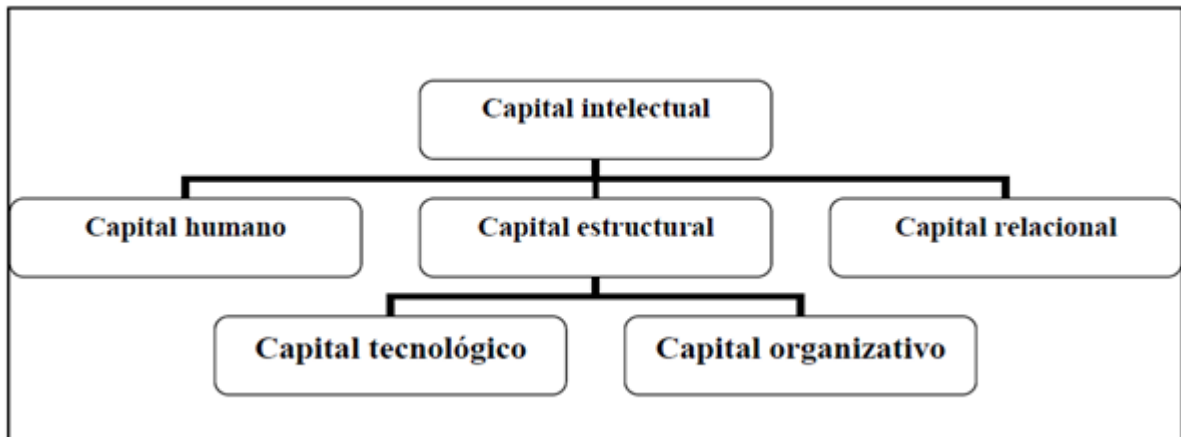 Capital intelectual
Capital humano
Capital estructural
Capital relacional
Capital tecnológico
Capital organizativo